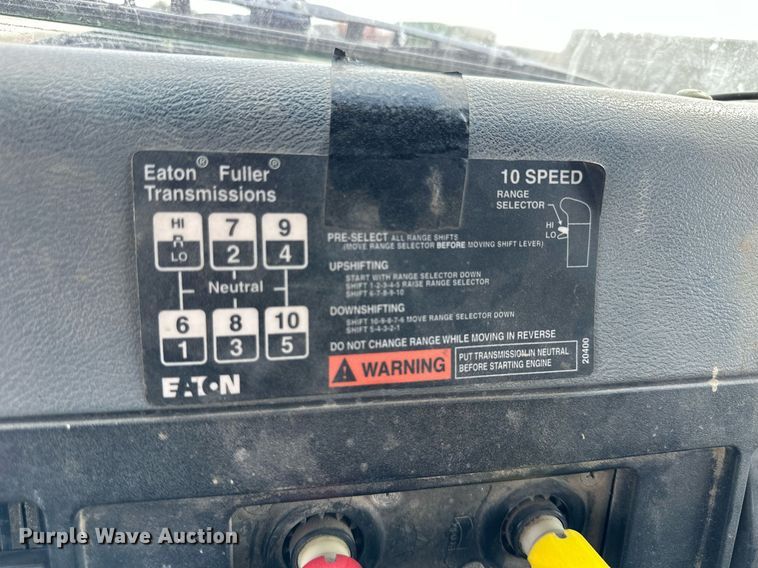 Eaton® Fuller®
Transmissions
10 SPEED
RANGE
SELECTOR
HI
LO
HI
R
LO
7
2
9
4
Neutral
6
1
8
3
10
5
EATON
PRE-SELECT ALL RANGE SHIFTS
(MOVE RANGE SELECTOR BEFORE MOVING SHIFT LEVER)
UPSHIFTING
START WITH RANGE SELECTOR DOWN
SHIFT 1-2-3-4-5 RAISE RANGE SELECTOR
SHIFT 6-7-8-9-10
DOWNSHIFTING
SHIFT 10-9-8-7-6 MOVE RANGE SELECTOR DOWN
SHIFT 5-4-3-2-1
DO NOT CHANGE RANGE WHILE MOVING IN REVERSE
WARNING
PUT TRANSMISSION IN NEUTRAL
BEFORE STARTING ENGINE
20400
Purple Wave Auction